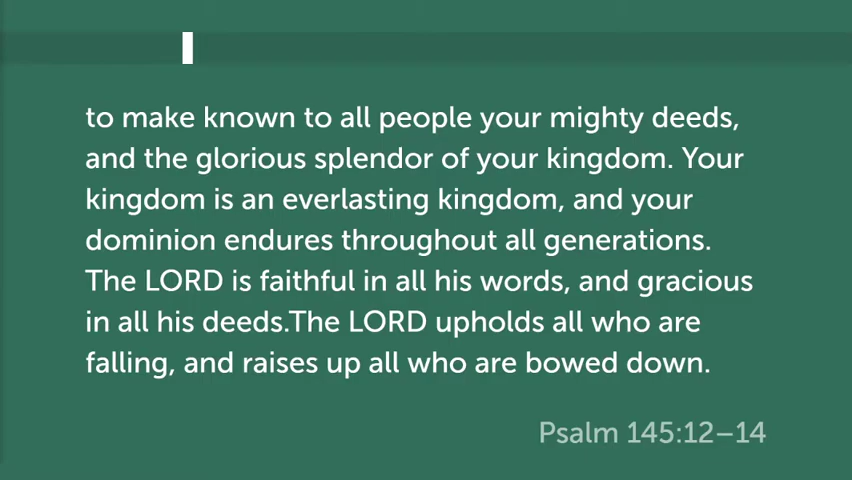 to make known to all people your mighty deeds,
and the glorious splendor of your kingdom. Your
kingdom is an everlasting kingdom, and your
dominion endures throughout all generations.
The LORD is faithful in all his words, and gracious
in all his deeds.The LORD upholds all who are
falling, and raises up all who are bowed down.
Psalm 145:12–14